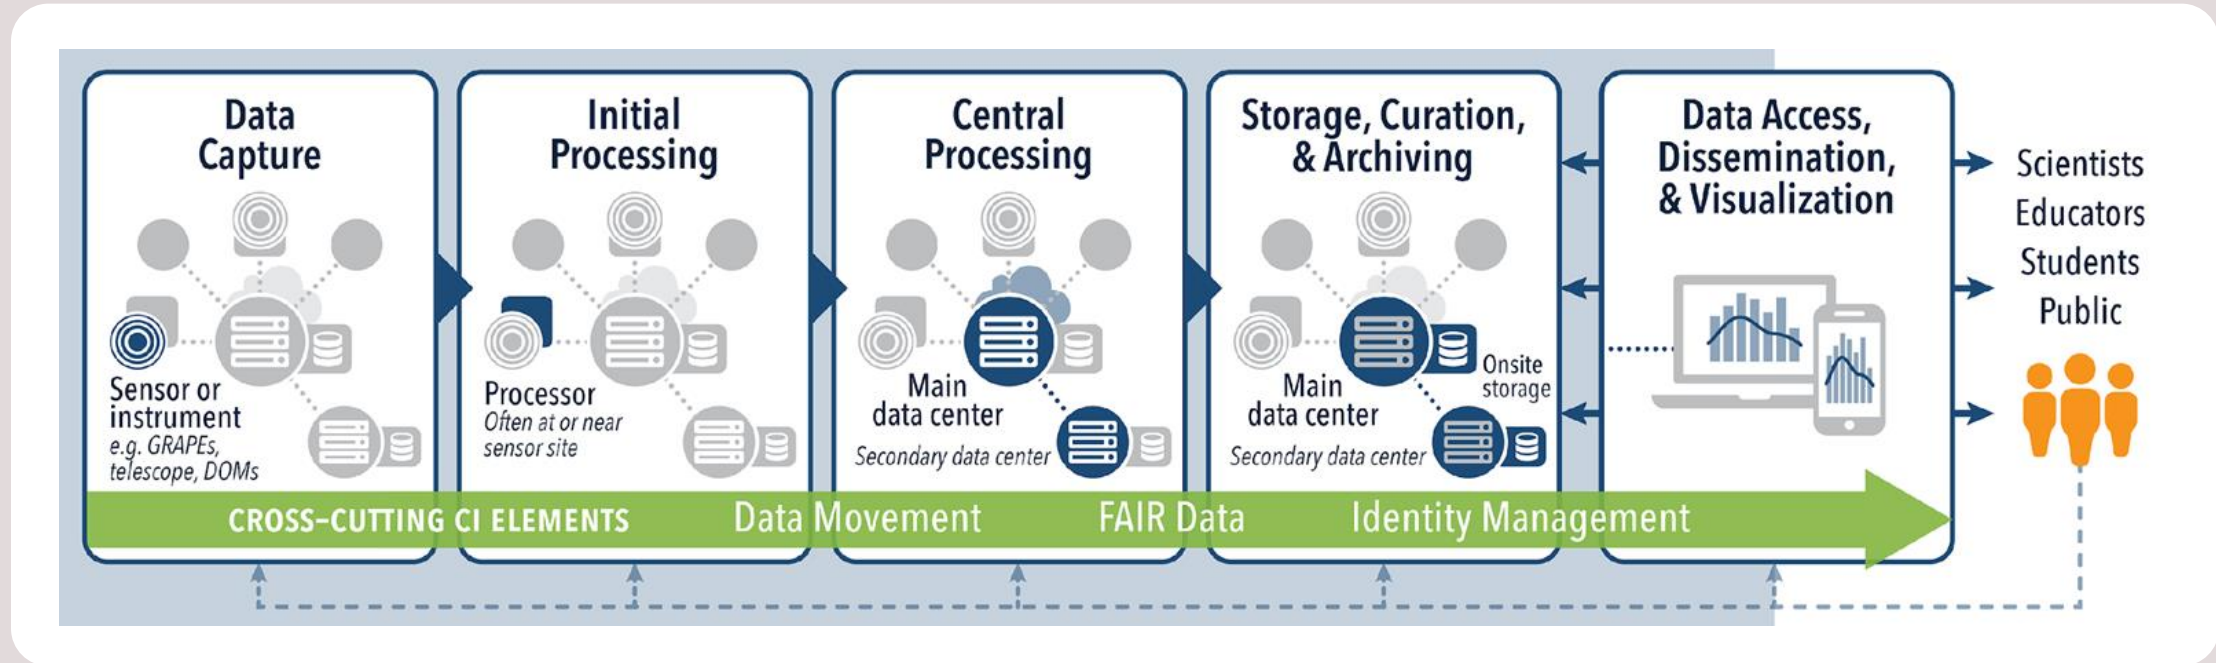 Data
Capture
Sensor or
instrument
e.g. GRAPEs,
telescope, DOMs
Initial
Processing
Processor
Often at or near
sensor site
Central
Processing
Main
data center
Secondary data center
Storage, Curation,
& Archiving
Onsite
storage
Main
data center
Secondary data center
Data Access,
Dissemination,
& Visualization
Scientists
Educators
Students
Public
CROSS-CUTTING CI ELEMENTS Data Movement FAIR Data Identity Management